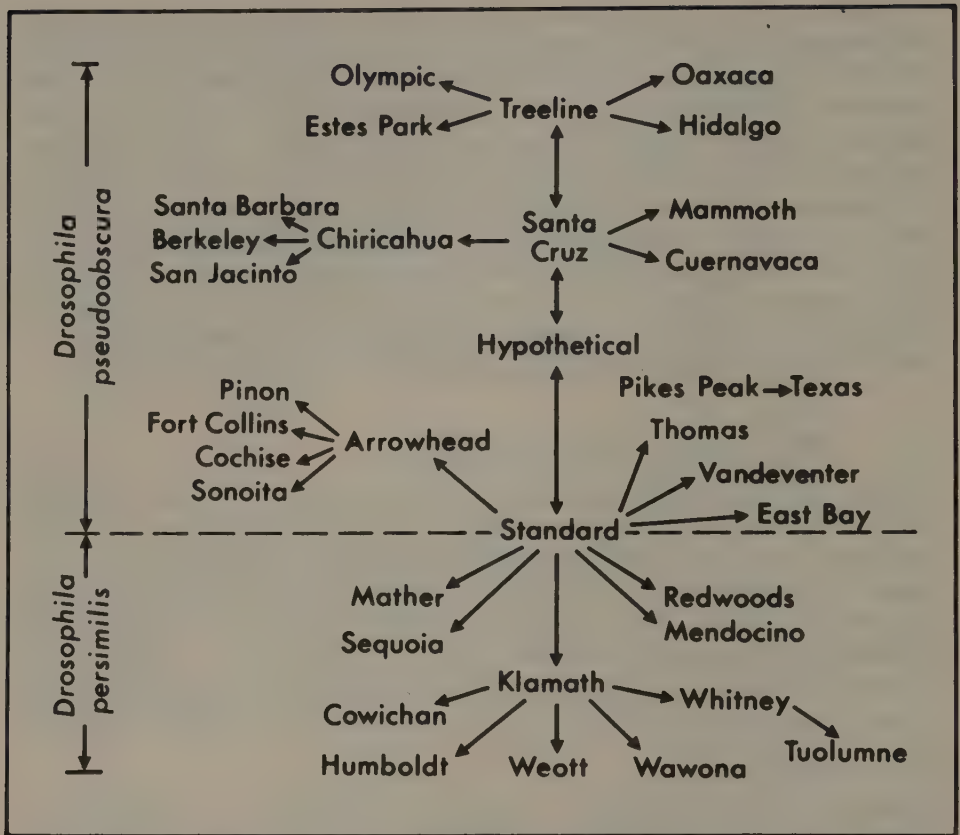 Olympic
Oaxaca
Treeline
Estes Park
Hidalgo
Santa Barbara
Berkeley
Chiricahua
San Jacinto
Santa
Cruz
Mammoth
Cuernavaca
Hypothetical
Drosophila
pseudoobscura
Pinon
Fort Collins
Arrowhead
Cochise
Sonoita
Pikes Peak
Texas
Thomas
Vandeventer
East Bay
Standard
Drosophila
persimilis
Mather
Sequoia
Redwoods
Mendocino
Klamath
Cowichan
Whitney
Humboldt
Weott
Wawona
Tuolumne